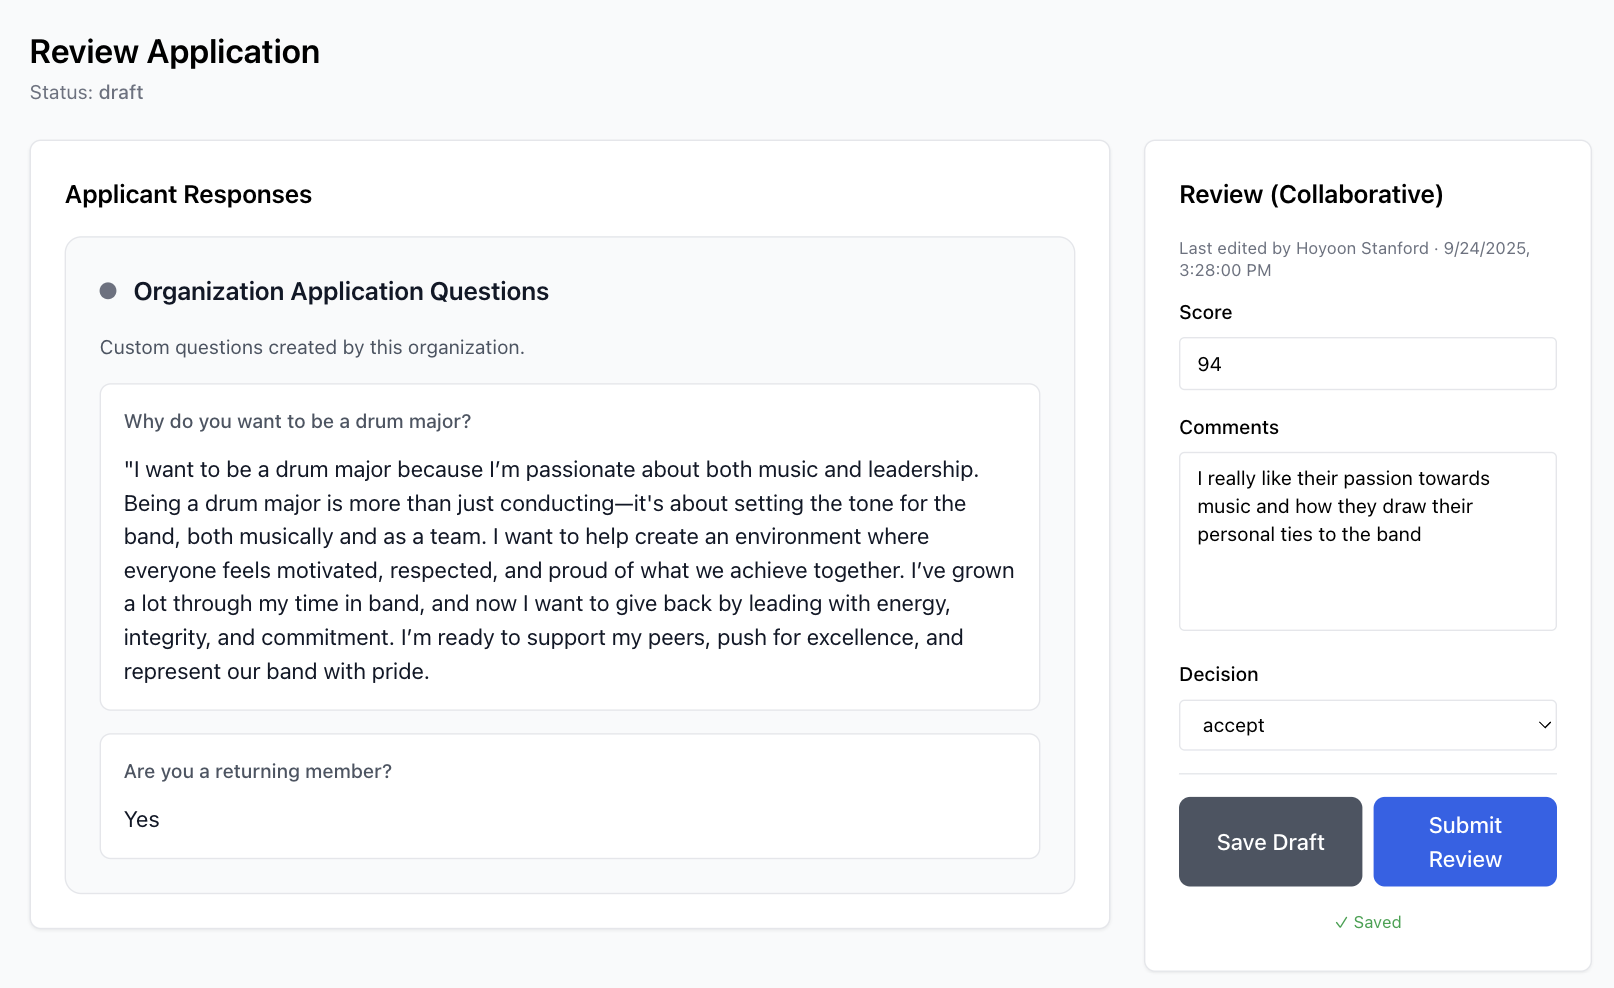 Review Application
Status: draft
Applicant Responses
Organization Application Questions
Custom questions created by this organization.
Why do you want to be a drum major?
"I want to be a drum major because I’m passionate about both music and leadership.
Being a drum major is more than just conducting—it's about setting the tone for the
band, both musically and as a team. I want to help create an environment where
everyone feels motivated, respected, and proud of what we achieve together. I’ve grown
a lot through my time in band, and now I want to give back by leading with energy,
integrity, and commitment. I’m ready to support my peers, push for excellence, and
represent our band with pride.
Are you a returning member?
Yes
Review (Collaborative)
Last edited by Hoyoon Stanford · 9/24/2025,
3:28:00 PM
Score
94
Comments
I really like their passion towards
music and how they draw their
personal ties to the band
Decision
accept
Save Draft
Submit
Review
✓ Saved